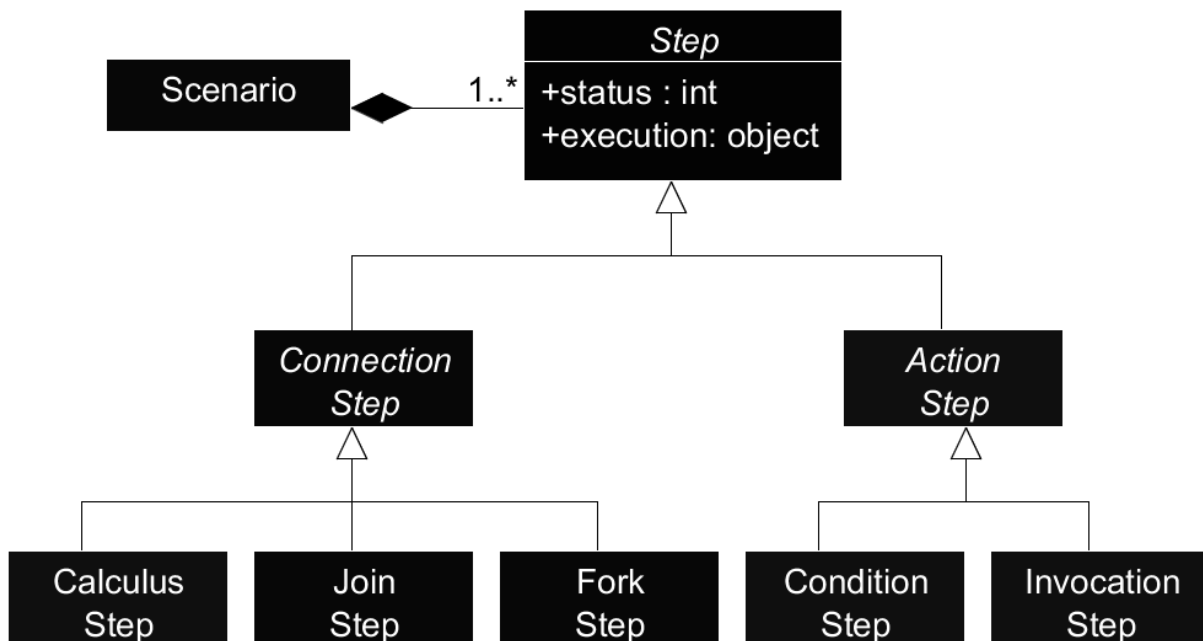 Step
Scenario
1..*
+status : int
+execution: object
Connection
Step
Action
Step
Calculus
Step
Join
Step
Fork
Step
Condition
Step
Invocation
Step